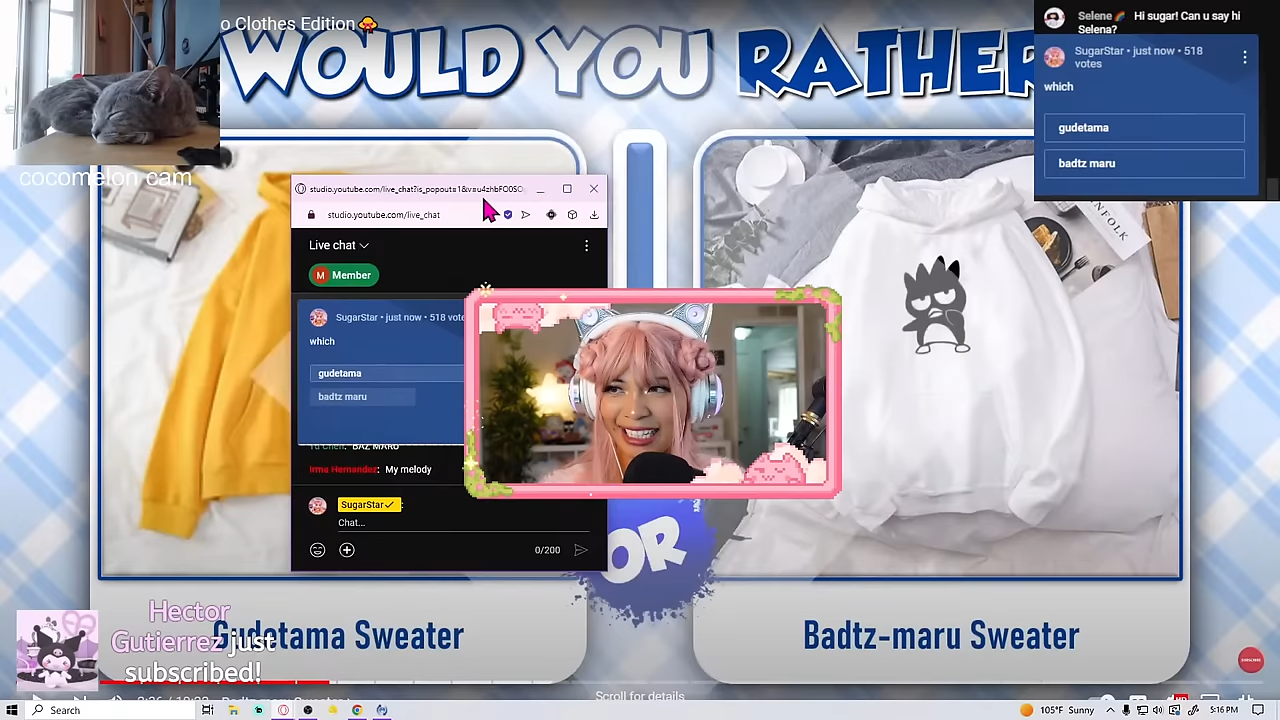 o Clothes Edition
WOULD YOU RATHER
cocomelon cam
Selene Hi sugar! Can u say hi
Selena?
SugarStar • just now • 518
votes
which
gudetama
badtz maru
studio.youtube.com/live_chat
Live chat
M Member
SugarStar • just now • 518 vote
which
gudetama
badtz maru
Irma Hernandez: My melody
SugarStar
Chat...
0/200
OR
NFOLK
Gudetama Sweater
Badtz-maru Sweater
Hector
Gutierrez just
subscribed!
SUBSCRIBE
Scroll for details
Search
105°F Sunny
5:16 PM